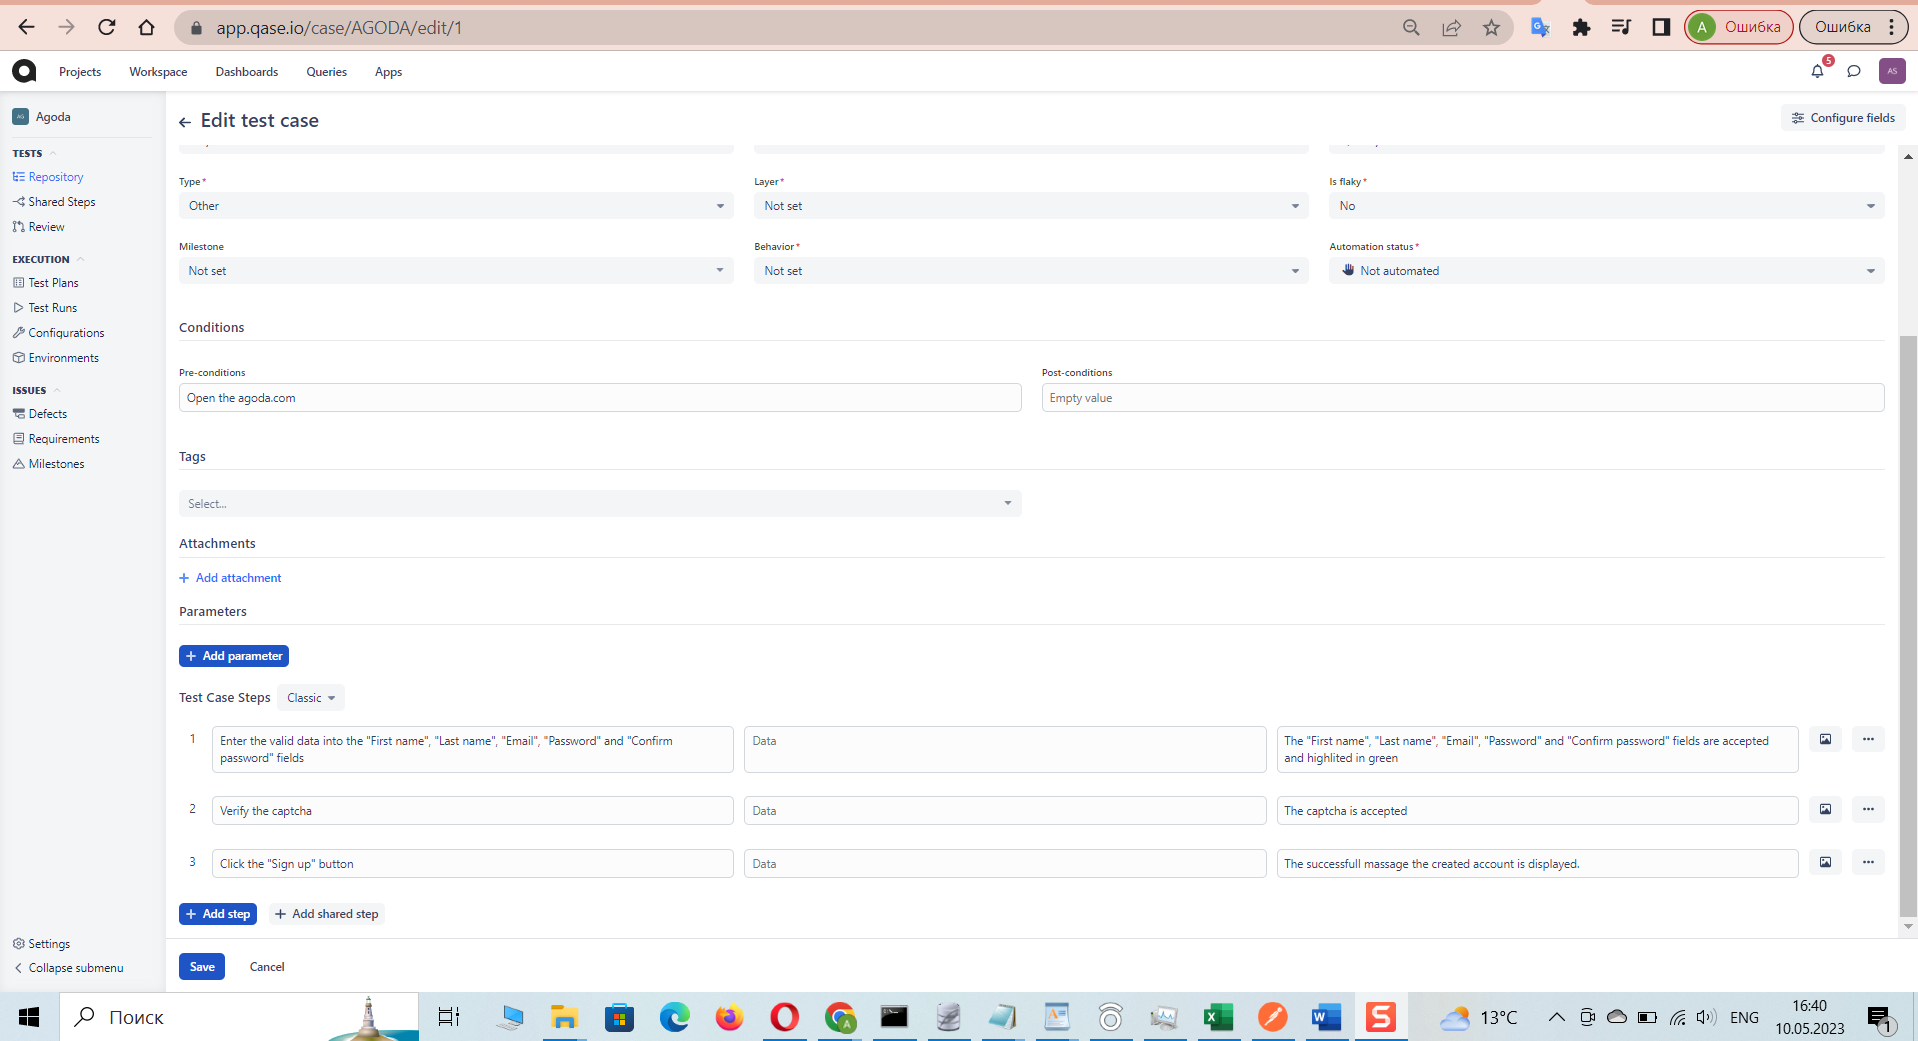 app.qase.io/case/AGODA/edit/1
A Ошибка
Ошибка
Projects Workspace Dashboards Queries Apps
5
AS
AG Agoda
TESTS
Repository
Shared Steps
Review
EXECUTION
Test Plans
Test Runs
Configurations
Environments
ISSUES
Defects
Requirements
Milestones
Settings
Collapse submenu
Edit test case
Configure fields
Type* Layer* Is flaky*
Other Not set No
Milestone Behavior* Automation status*
Not set Not set Not automated
Conditions
Pre-conditions Post-conditions
Open the agoda.com Empty value
Tags
Select...
Attachments
+ Add attachment
Parameters
+ Add parameter
Test Case Steps Classic
1 Enter the valid data into the "First name", "Last name", "Email", "Password" and "Confirm
password" fields
Data
The "First name", "Last name", "Email", "Password" and "Confirm password" fields are accepted
and highlited in green
2 Verify the captcha Data The captcha is accepted
3 Click the "Sign up" button Data The successfull massage the created account is displayed.
+ Add step + Add shared step
Save Cancel
Поиск
A
13°C
ENG
16:40
10.05.2023
1